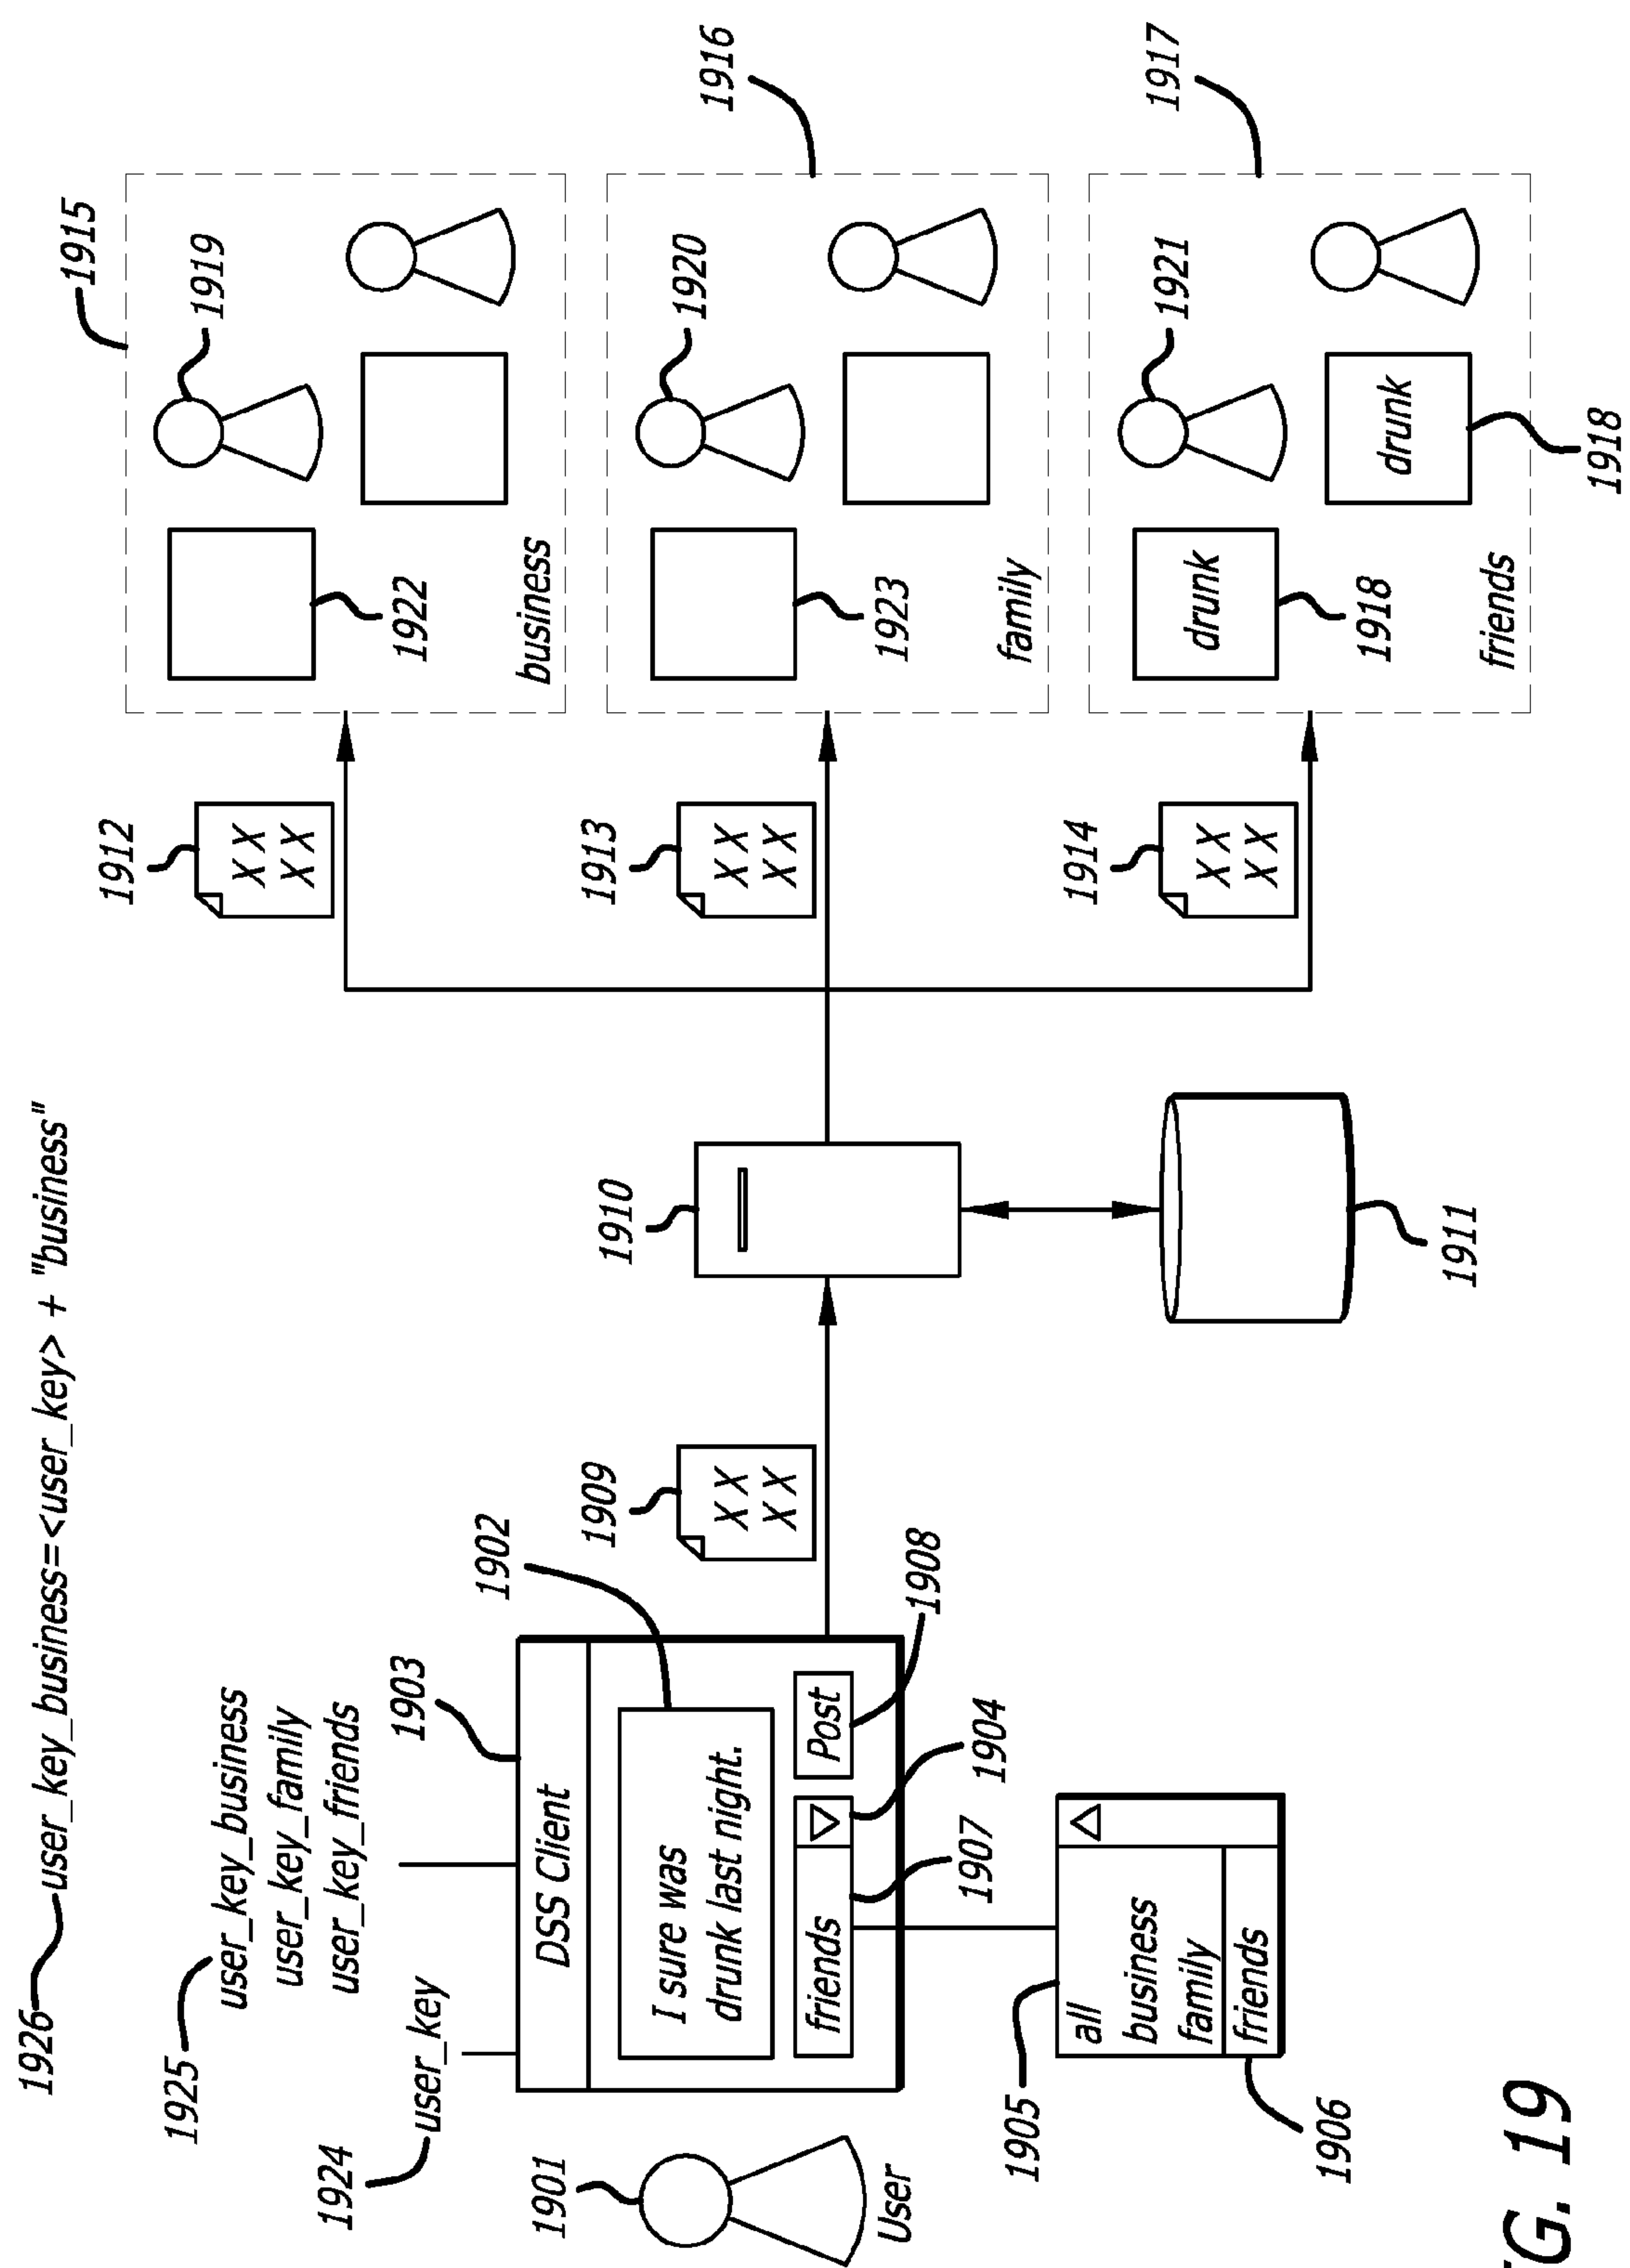 1926
user_key_business=<user_key> + "business"
1925
user_key_business
user_key_family
user_key_friends
1924
user_key
1903
1901
User
DSS Client
1902
I sure was
drunk last night.
friends
Post
1908
1904
1907
1905
all
business
family
friends
1906
1909
X X
X X
1910
1911
1912
X X
X X
1913
X X
X X
1914
X X
X X
1915
1919
1922
business
1916
1920
1923
family
1917
1921
drunk
1918
drunk
1918
friends
G. 19